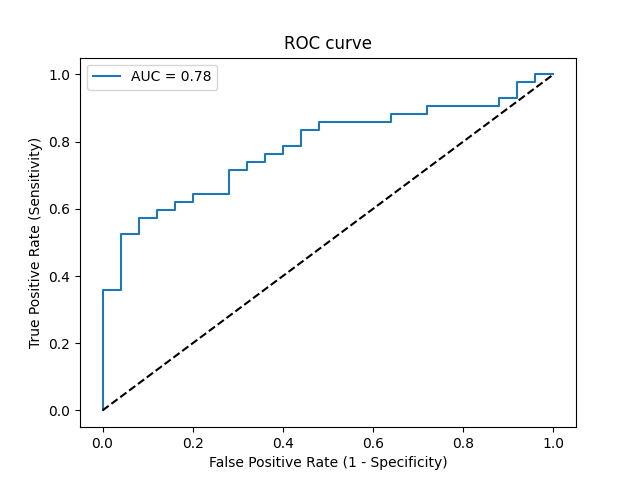 ROC curve
AUC = 0.78
True Positive Rate (Sensitivity)
1.0
0.8
0.6
0.4
0.2
0.0
0.0 0.2 0.4 0.6 0.8 1.0
False Positive Rate (1 - Specificity)